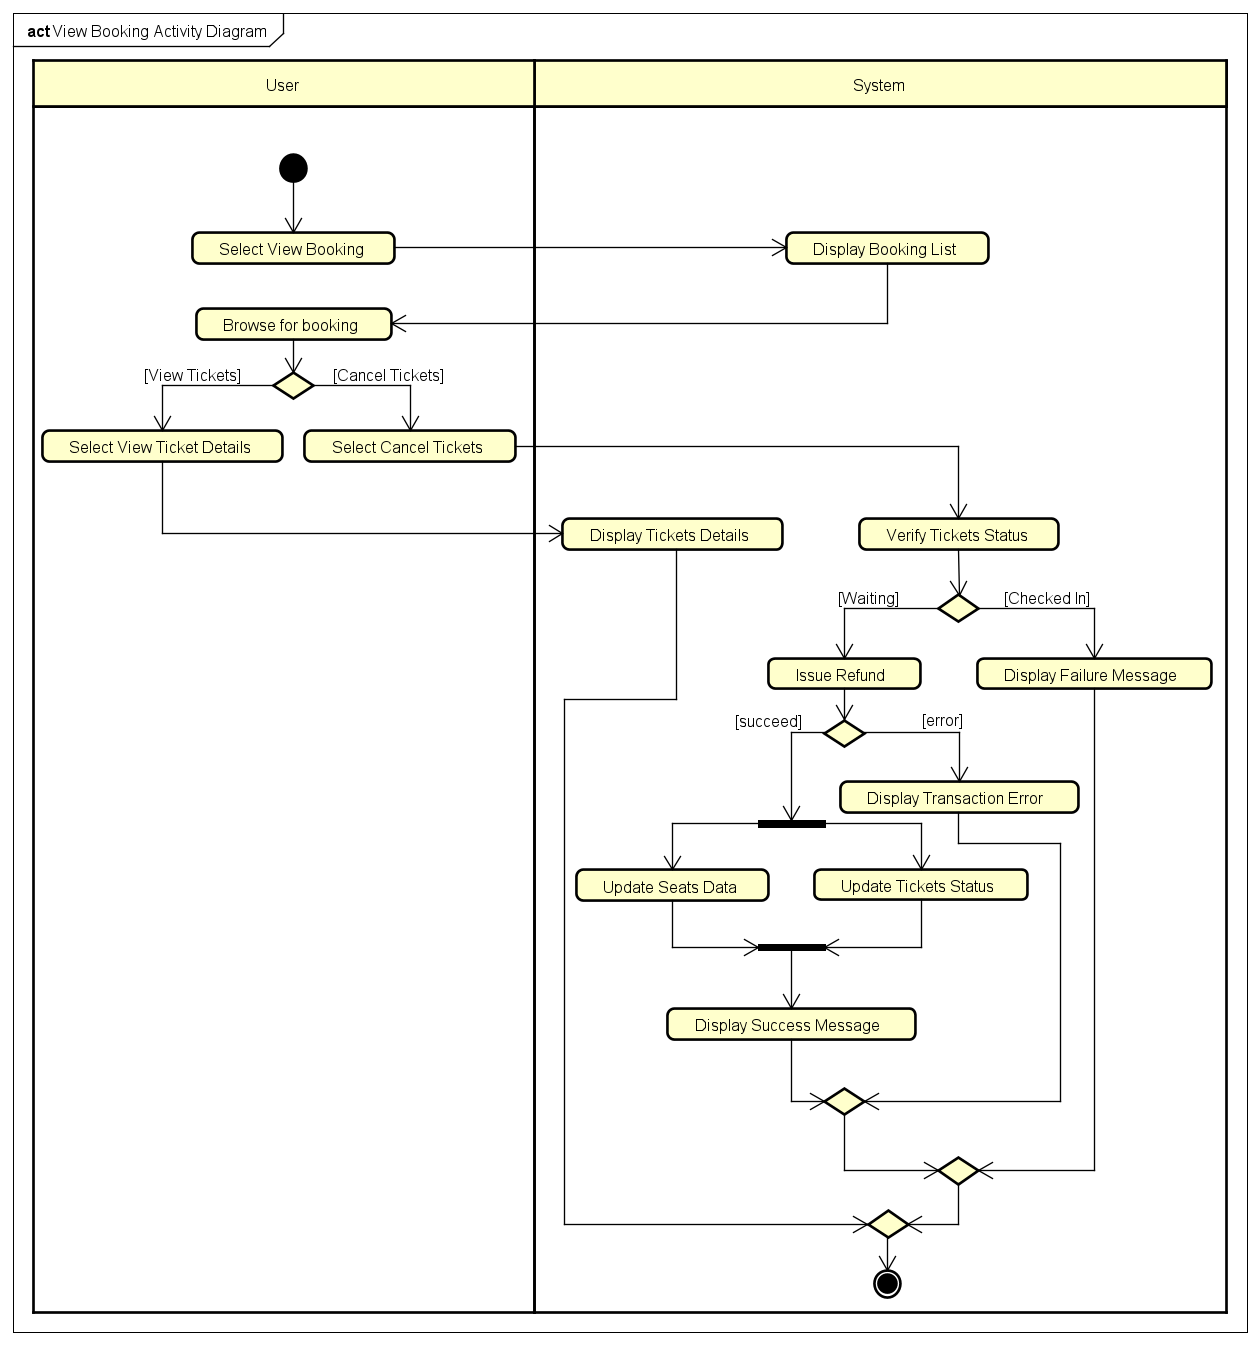 act View Booking Activity Diagram
User
System
Select View Booking
Display Booking List
Browse for booking
[View Tickets]
[Cancel Tickets]
Select View Ticket Details
Select Cancel Tickets
Display Tickets Details
Verify Tickets Status
[Waiting]
[Checked In]
Issue Refund
Display Failure Message
[succeed]
[error]
Display Transaction Error
Update Seats Data
Update Tickets Status
Display Success Message